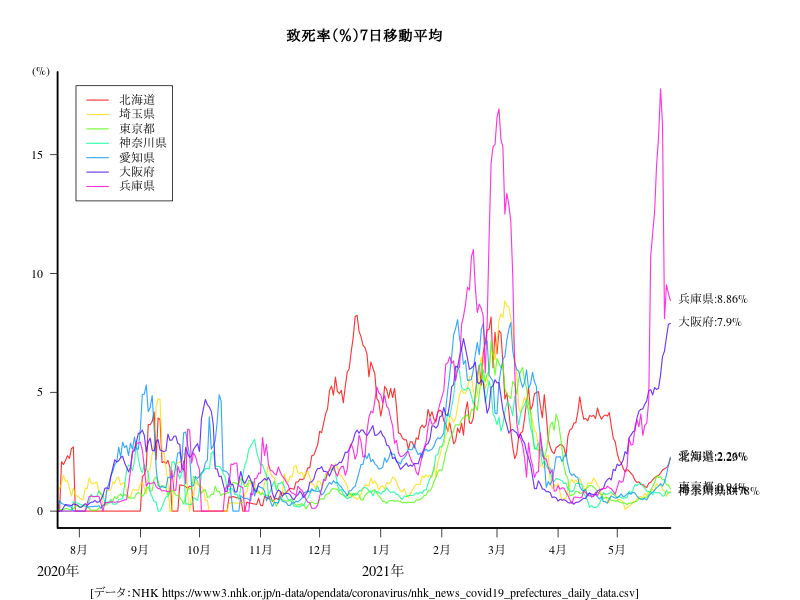 致死率(%)7日移動平均
(%)
15
10
5
0
北海道
埼玉県
東京都
神奈川県
愛知県
大阪府
兵庫県
兵庫県:8.86%
大阪府:7.9%
8月 9月 10月 11月 12月 1月 2月 3月 4月 5月
2020年 2021年
[データ:NHK https://www3.nhk.or.jp/n-data/opendata/coronavirus/nhk_news_covid19_prefectures_daily_data.csv]